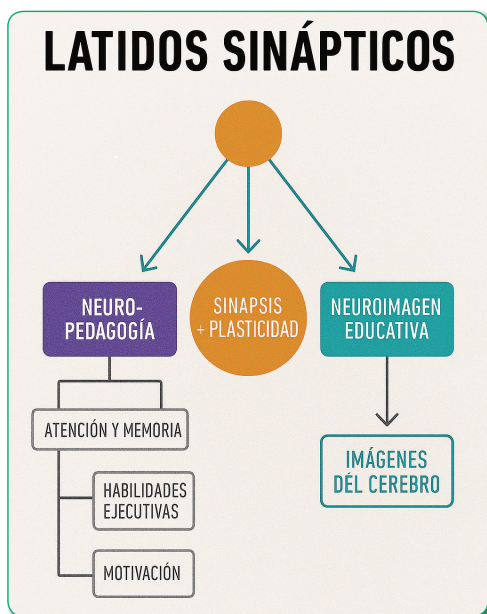 LATIDOS SINÁPTICOS
NEURO-
PEDAGOGÍA
SINAPSIS
+ PLASTICIDAD
NEUROIMAGEN
EDUCATIVA
ATENCIÓN Y MEMORIA
HABILIDADES
EJECUTIVAS
MOTIVACIÓN
IMÁGENES
DÉL CEREBRO